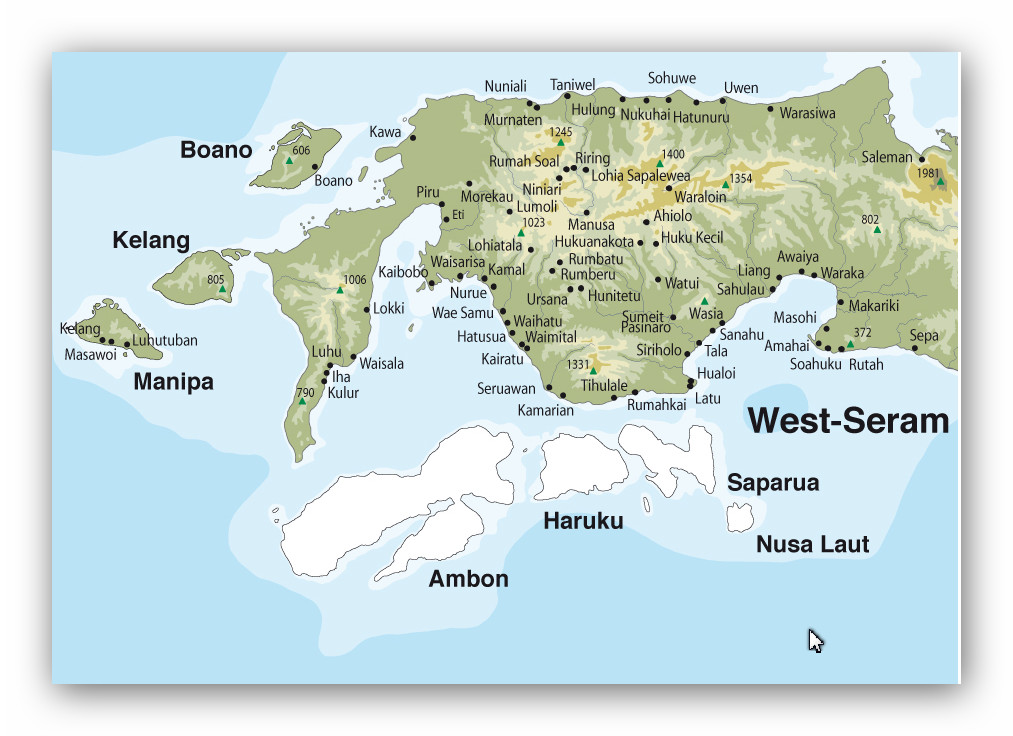 Sohuwe
Nuniali
Taniwel
Uwen
Murnaten
Hulung
Nukuhai
Hatunuru
Warasiwa
Kawa
1245
Boano
606
Boano
Rumah Soal
Riring
1400
Lohia Sapalewea
1354
Saleman
1981
Piru
Morekau
Niniari
Waraloin
Eti
Lumoli
1023
Manusa
Ahiolo
802
Kelang
Lohiatala
Hukuanakota
Huku Kecil
805
1006
Kaibobo
Waisarisa
Kamal
Rumbatu
Rumberu
Awaiya
Liang
Waraka
Nurue
Ursana
Hunitetu
Watui
Sahulau
Lokki
Wae Samu
Wasia
Makariki
Kelang
Masawoi
Luhutuban
Waihatu
Sumeit
Pasinaro
Masohi
Hatusua
Waimital
Sanahu
372
Sepa
Manipa
Luhu
Waisala
Kairatu
Siriholo
Tala
Amahai
Soahuku
Rutah
Iha
Kulur
790
1331
Hualoi
Seruawan
Tihulale
Latu
Kamarian
Rumahkai
West-Seram
Saparua
Haruku
Nusa Laut
Ambon